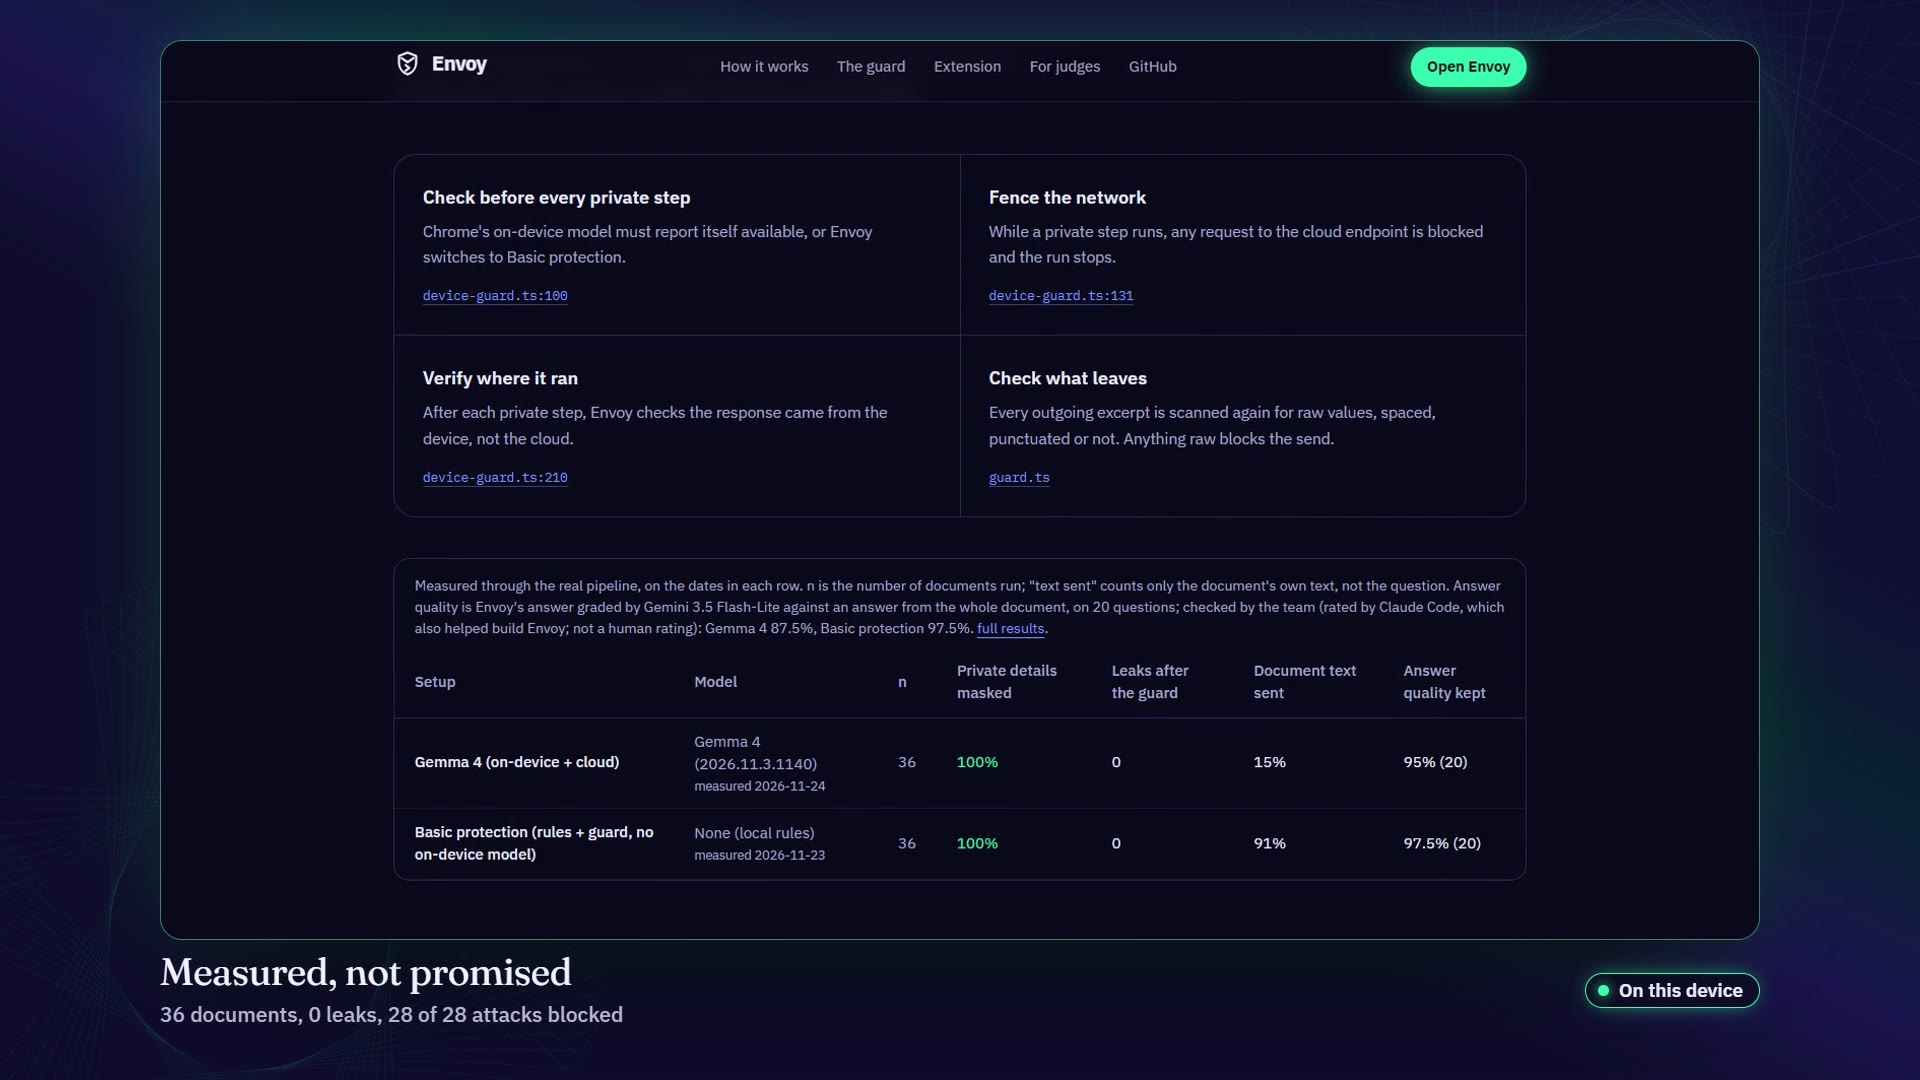 Envoy
How it works
The guard
Extension
For judges
GitHub
Open Envoy
Check before every private step
Chrome's on-device model must report itself available, or Envoy
switches to Basic protection.
device-guard.ts:100
Fence the network
While a private step runs, any request to the cloud endpoint is blocked
and the run stops.
device-guard.ts:131
Verify where it ran
After each private step, Envoy checks the response came from the
device, not the cloud.
device-guard.ts:210
Check what leaves
Every outgoing excerpt is scanned again for raw values, spaced,
punctuated or not. Anything raw blocks the send.
guard.ts
Measured through the real pipeline, on the dates in each row. n is the number of documents run; "text sent" counts only the document's own text, not the question. Answer
quality is Envoy's answer graded by Gemini 3.5 Flash-Lite against an answer from the whole document, on 20 questions; checked by the team (rated by Claude Code, which
also helped build Envoy; not a human rating): Gemma 4 87.5%, Basic protection 97.5%. full results.
Setup
Model
n
Private details
masked
Leaks after
the guard
Document text
sent
Answer
quality kept
Gemma 4 (on-device + cloud)
Gemma 4
(2026.11.3.1140)
measured 2026-11-24
36
100%
0
15%
95% (20)
Basic protection (rules + guard, no
on-device model)
None (local rules)
measured 2026-11-23
36
100%
0
91%
97.5% (20)
Measured, not promised
36 documents, 0 leaks, 28 of 28 attacks blocked
On this device